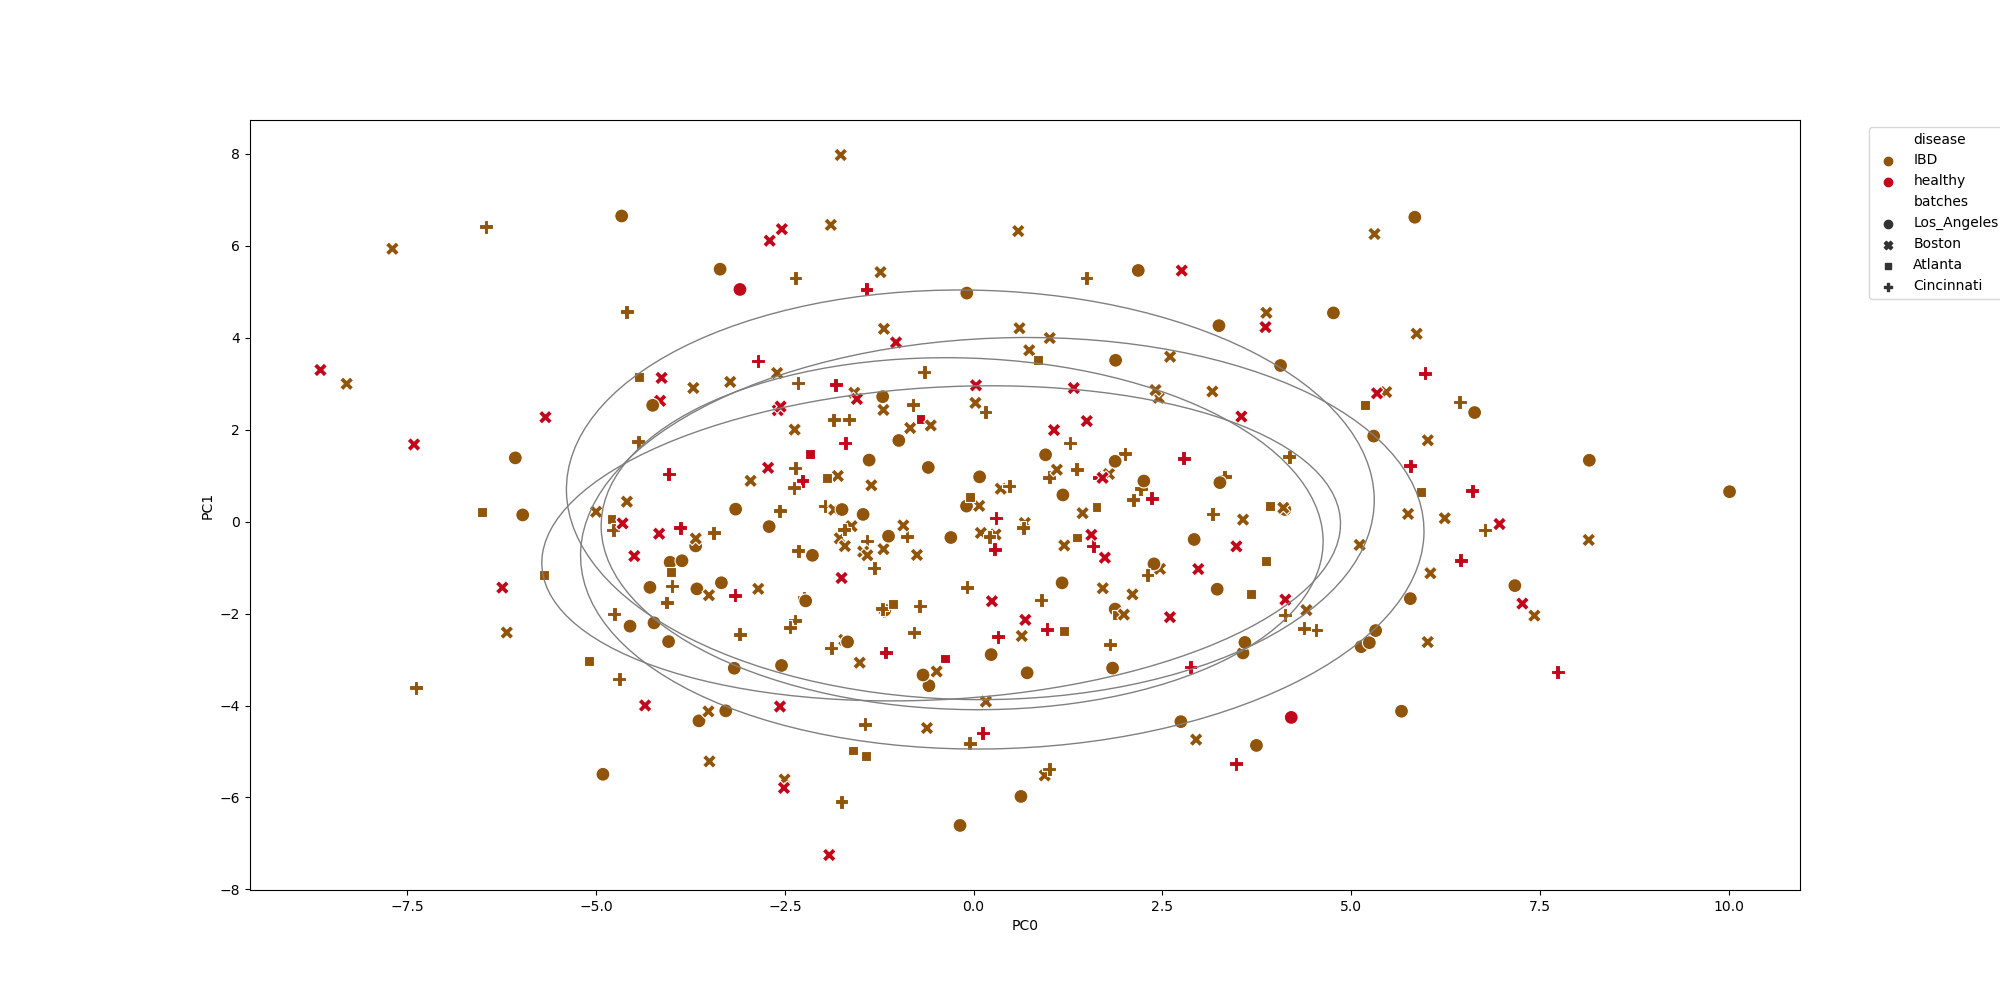 disease
IBD
healthy
batches
Los_Angeles
Boston
Atlanta
Cincinnati
8
6
4
2
0
−2
−4
−6
−8
PC1
−7.5 −5.0 −2.5 0.0 2.5 5.0 7.5 10.0
PC0